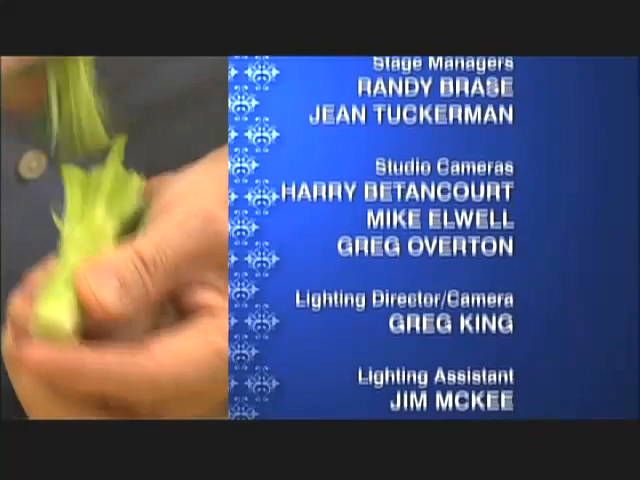 Stage Managers
RANDY BRASE
JEAN TUCKERMAN
Studio Cameras
HARRY BETANCOURT
MIKE ELWELL
GREG OVERTON
Lighting Director/Camera
GREG KING
Lighting Assistant
JIM MCKEE